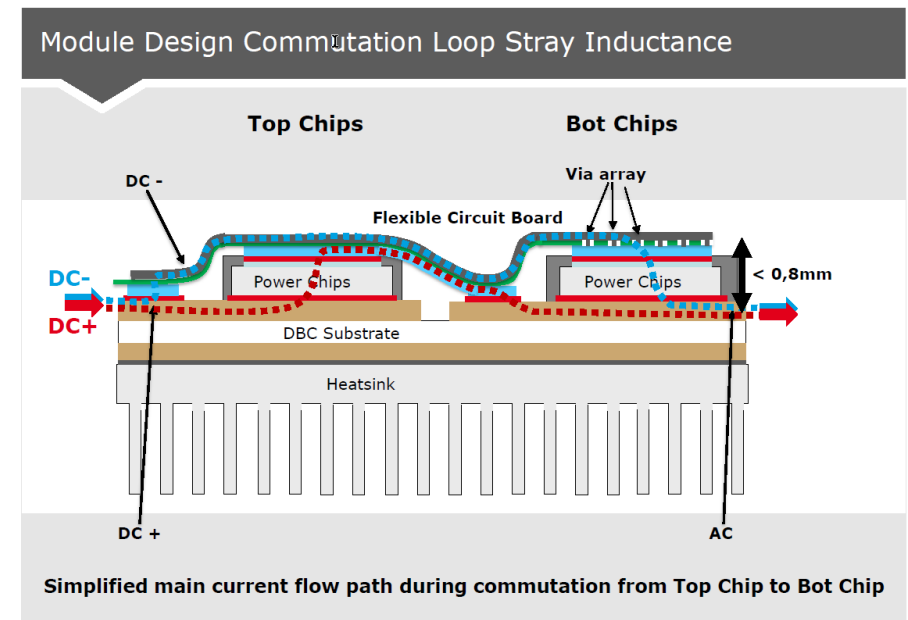 Module Design Commutation Loop Stray Inductance
Top Chips
Bot Chips
Via array
DC -
Flexible Circuit Board
DC-
DC+
Power Chips
Power Chips
< 0,8mm
DBC Substrate
Heatsink
DC +
AC
Simplified main current flow path during commutation from Top Chip to Bot Chip